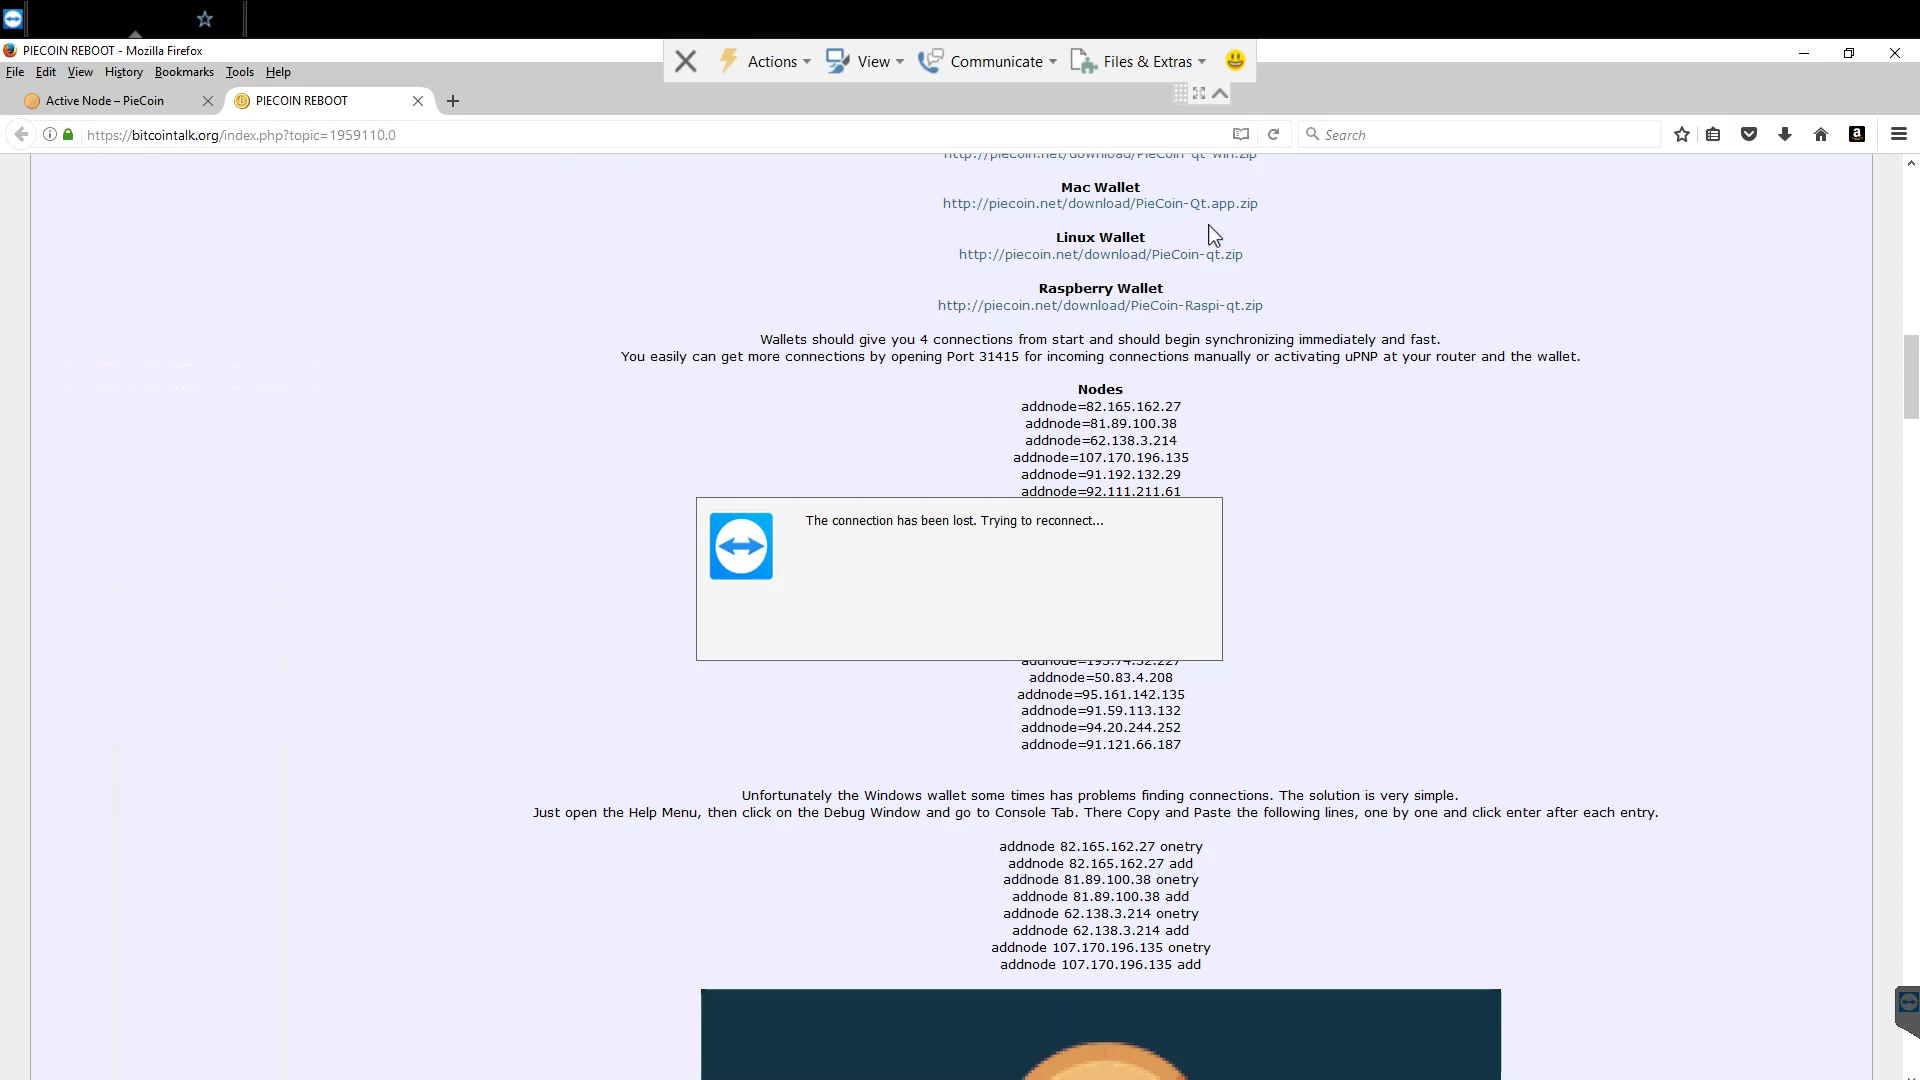 PIECOIN REBOOT - Mozilla Firefox
File Edit View History Bookmarks Tools Help
Actions View Communicate Files & Extras
Active Node – PieCoin
PIECOIN REBOOT
https://bitcointalk.org/index.php?topic=1959110.0
Search
http://piecoin.net/download/PieCoin-qt-win.zip
Mac Wallet
http://piecoin.net/download/PieCoin-Qt.app.zip
Linux Wallet
http://piecoin.net/download/PieCoin-qt.zip
Raspberry Wallet
http://piecoin.net/download/PieCoin-Raspi-qt.zip
Wallets should give you 4 connections from start and should begin synchronizing immediately and fast.
You easily can get more connections by opening Port 31415 for incoming connections manually or activating uPNP at your router and the wallet.
Nodes
addnode=82.165.162.27
addnode=81.89.100.38
addnode=62.138.3.214
addnode=107.170.196.135
addnode=91.192.132.29
addnode=92.111.211.61
The connection has been lost. Trying to reconnect...
addnode=50.83.4.208
addnode=95.161.142.135
addnode=91.59.113.132
addnode=94.20.244.252
addnode=91.121.66.187
Unfortunately the Windows wallet some times has problems finding connections. The solution is very simple.
Just open the Help Menu, then click on the Debug Window and go to Console Tab. There Copy and Paste the following lines, one by one and click enter after each entry.
addnode 82.165.162.27 onetry
addnode 82.165.162.27 add
addnode 81.89.100.38 onetry
addnode 81.89.100.38 add
addnode 62.138.3.214 onetry
addnode 62.138.3.214 add
addnode 107.170.196.135 onetry
addnode 107.170.196.135 add